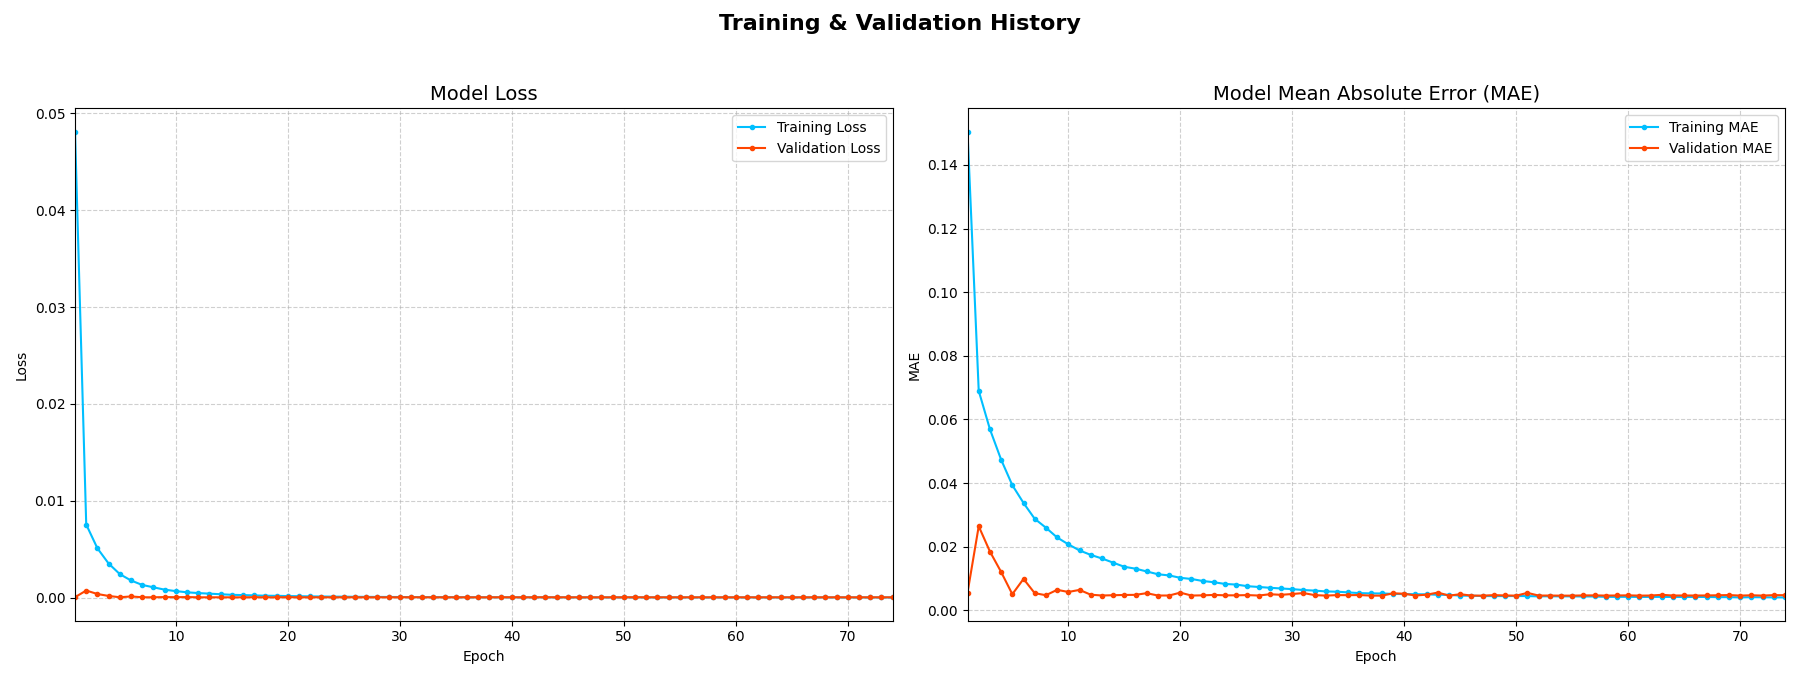 Training & Validation History
Model Loss
Training Loss
Validation Loss
0.05
0.04
0.03
0.02
0.01
0.00
Loss
10 20 30 40 50 60 70
Epoch
Model Mean Absolute Error (MAE)
Training MAE
Validation MAE
0.14
0.12
0.10
0.08
0.06
0.04
0.02
0.00
MAE
10 20 30 40 50 60 70
Epoch